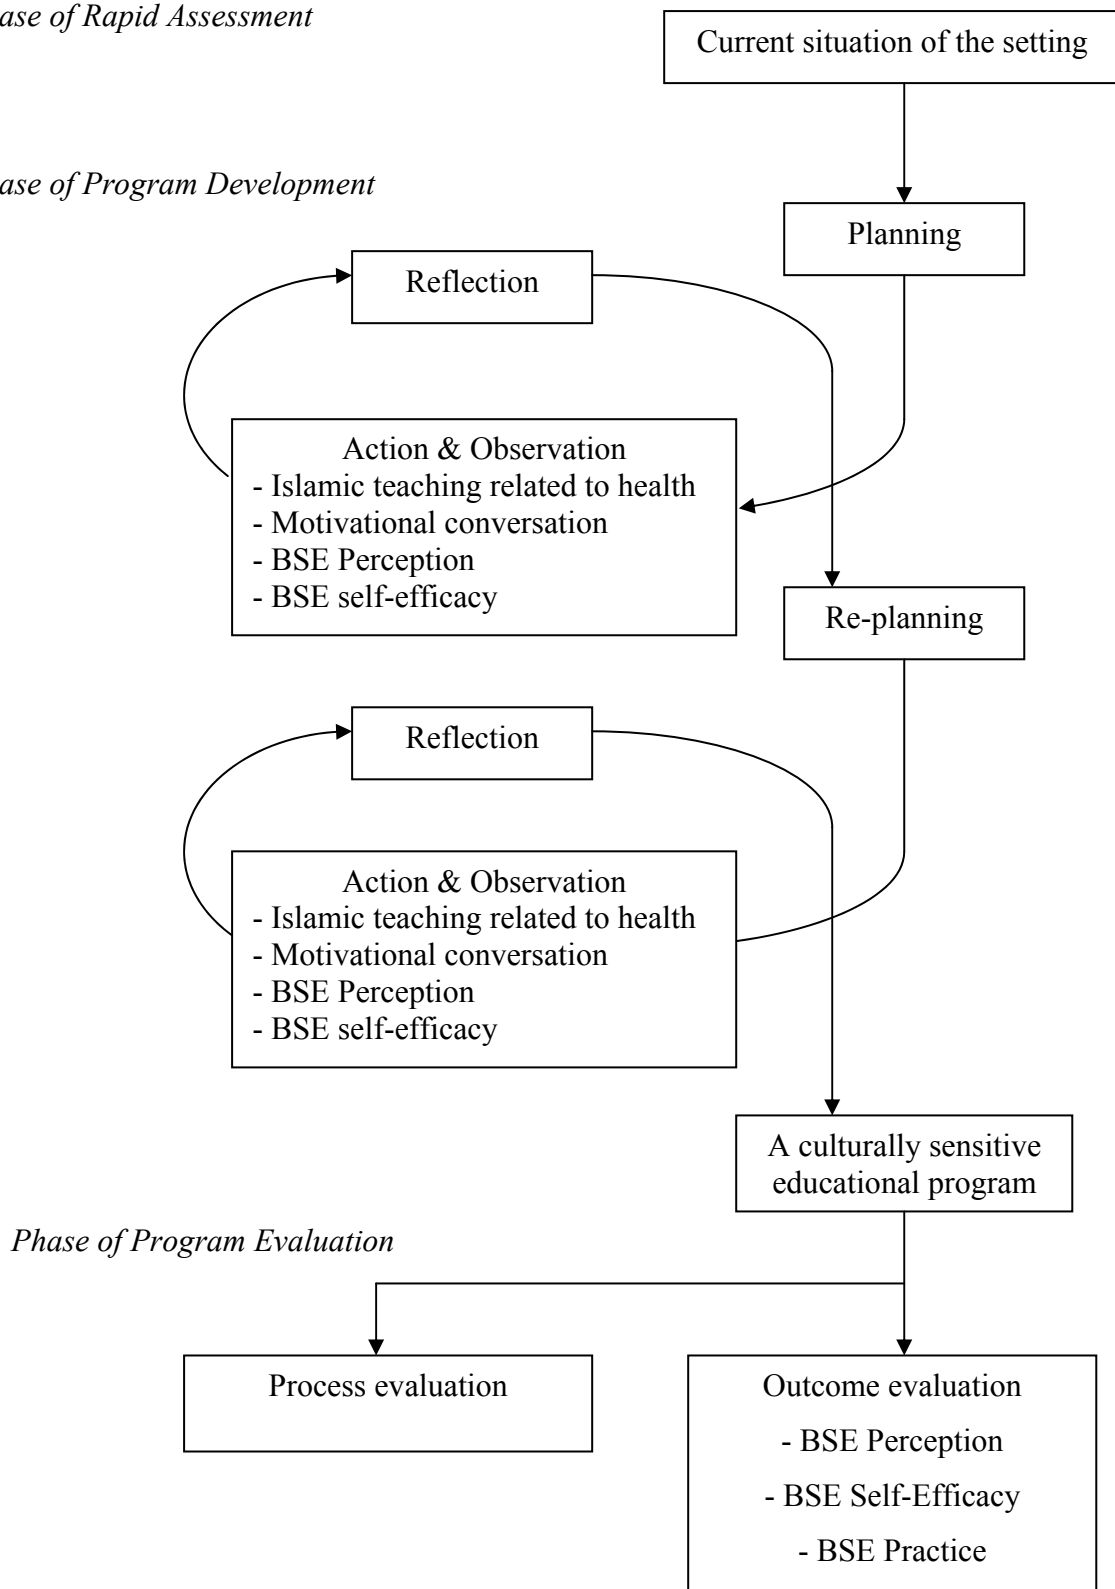 ase of Rapid Assessment
Current situation of the setting
ase of Program Development
Planning
Reflection
Action & Observation
- Islamic teaching related to health
- Motivational conversation
- BSE Perception
- BSE self-efficacy
Re-planning
Reflection
Action & Observation
- Islamic teaching related to health
- Motivational conversation
- BSE Perception
- BSE self-efficacy
A culturally sensitive
educational program
Phase of Program Evaluation
Process evaluation
Outcome evaluation
- BSE Perception
- BSE Self-Efficacy
- BSE Practice